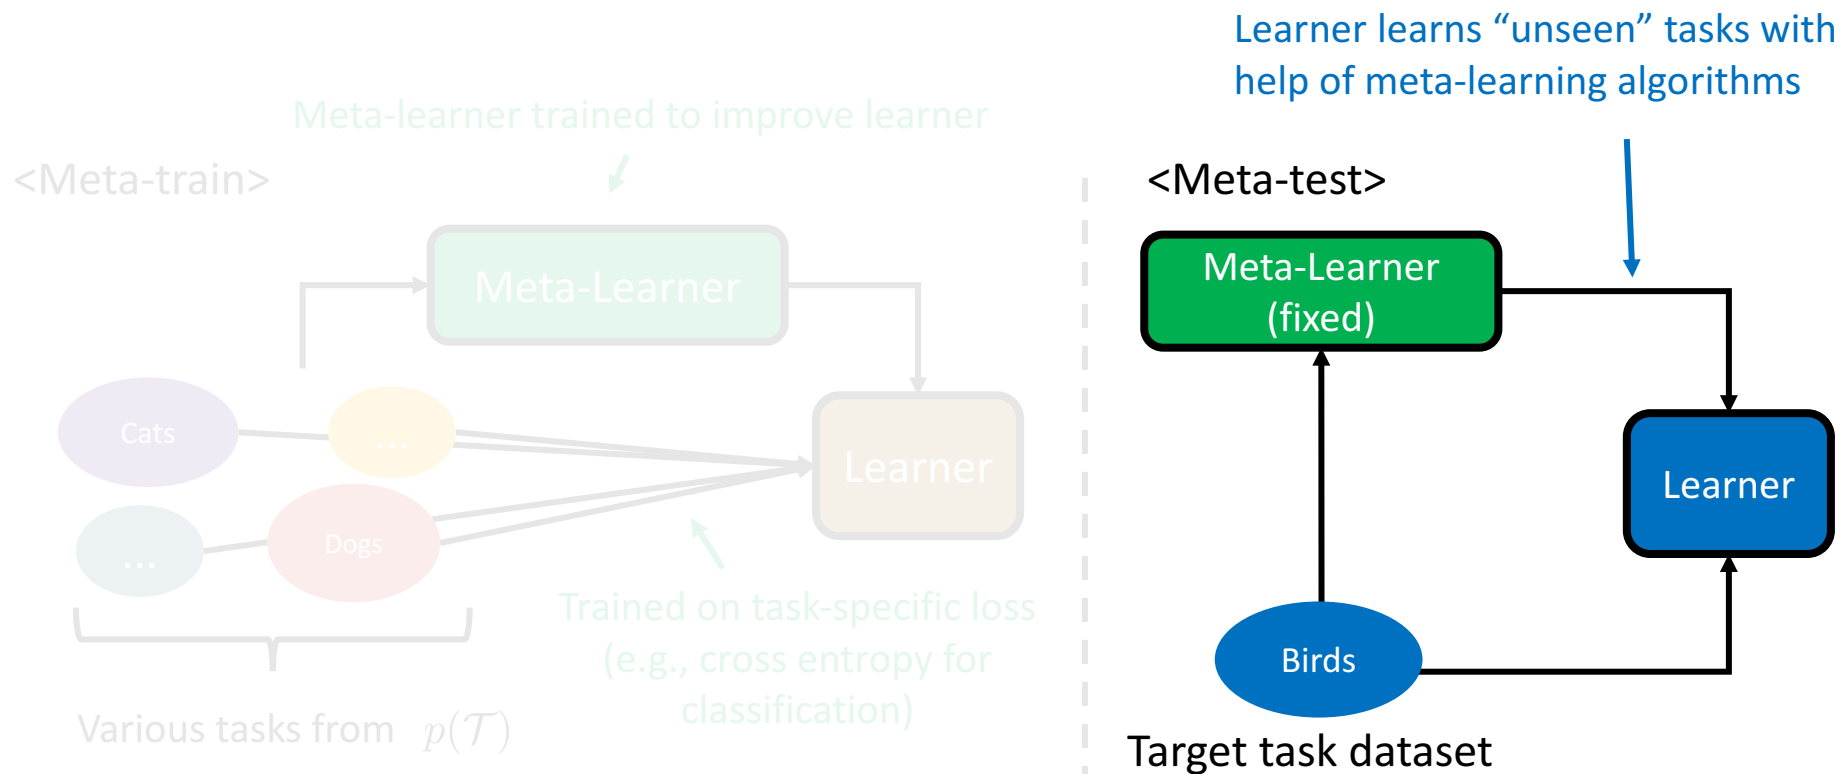 Learner learns “unseen” tasks with
help of meta-learning algorithms
Meta-learner trained to improve learner
<Meta-train>
Meta-Learner
Cats
...
...
Dogs
Learner
Trained on task-specific loss
(e.g., cross entropy for
classification)
Various tasks from p(𝒯)
<Meta-test>
Meta-Learner
(fixed)
Learner
Birds
Target task dataset